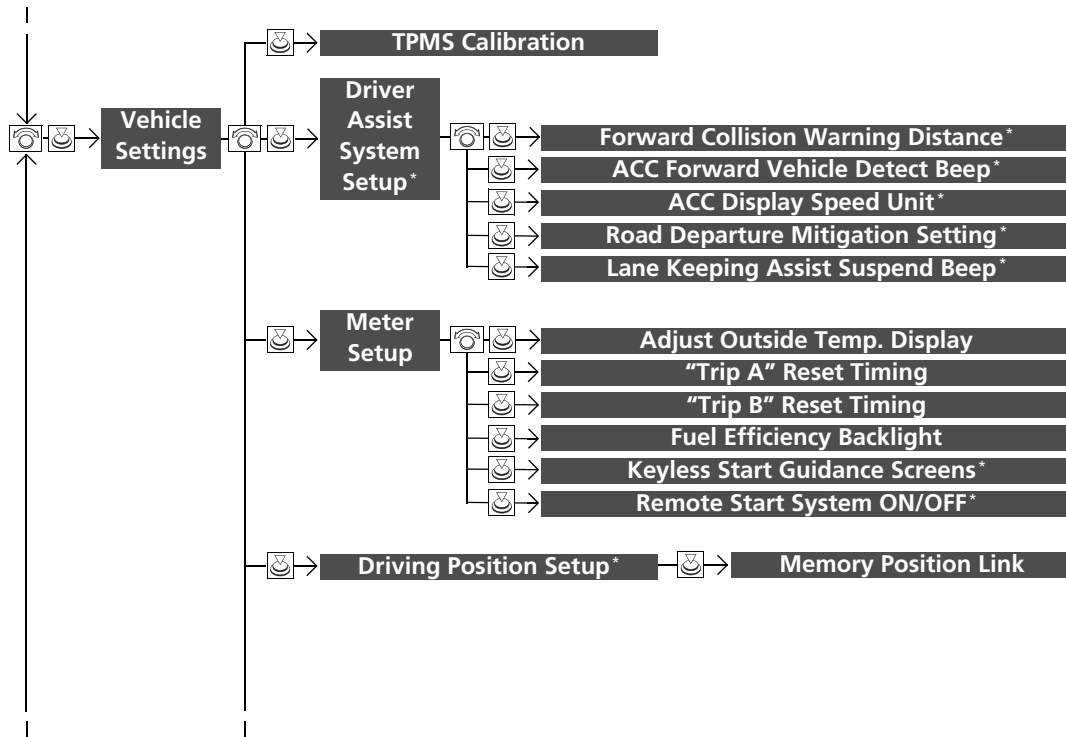 TPMS Calibration
Vehicle
Settings
Driver
Assist
System
Setup*
Forward Collision Warning Distance*
ACC Forward Vehicle Detect Beep*
ACC Display Speed Unit*
Road Departure Mitigation Setting*
Lane Keeping Assist Suspend Beep*
Meter
Setup
Adjust Outside Temp. Display
“Trip A” Reset Timing
“Trip B” Reset Timing
Fuel Efficiency Backlight
Keyless Start Guidance Screens*
Remote Start System ON/OFF*
Driving Position Setup*
Memory Position Link